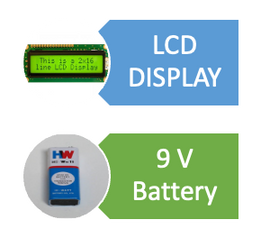 This is a 2x16
line LCD Display
LCD
DISPLAY
HW
9 V
Battery